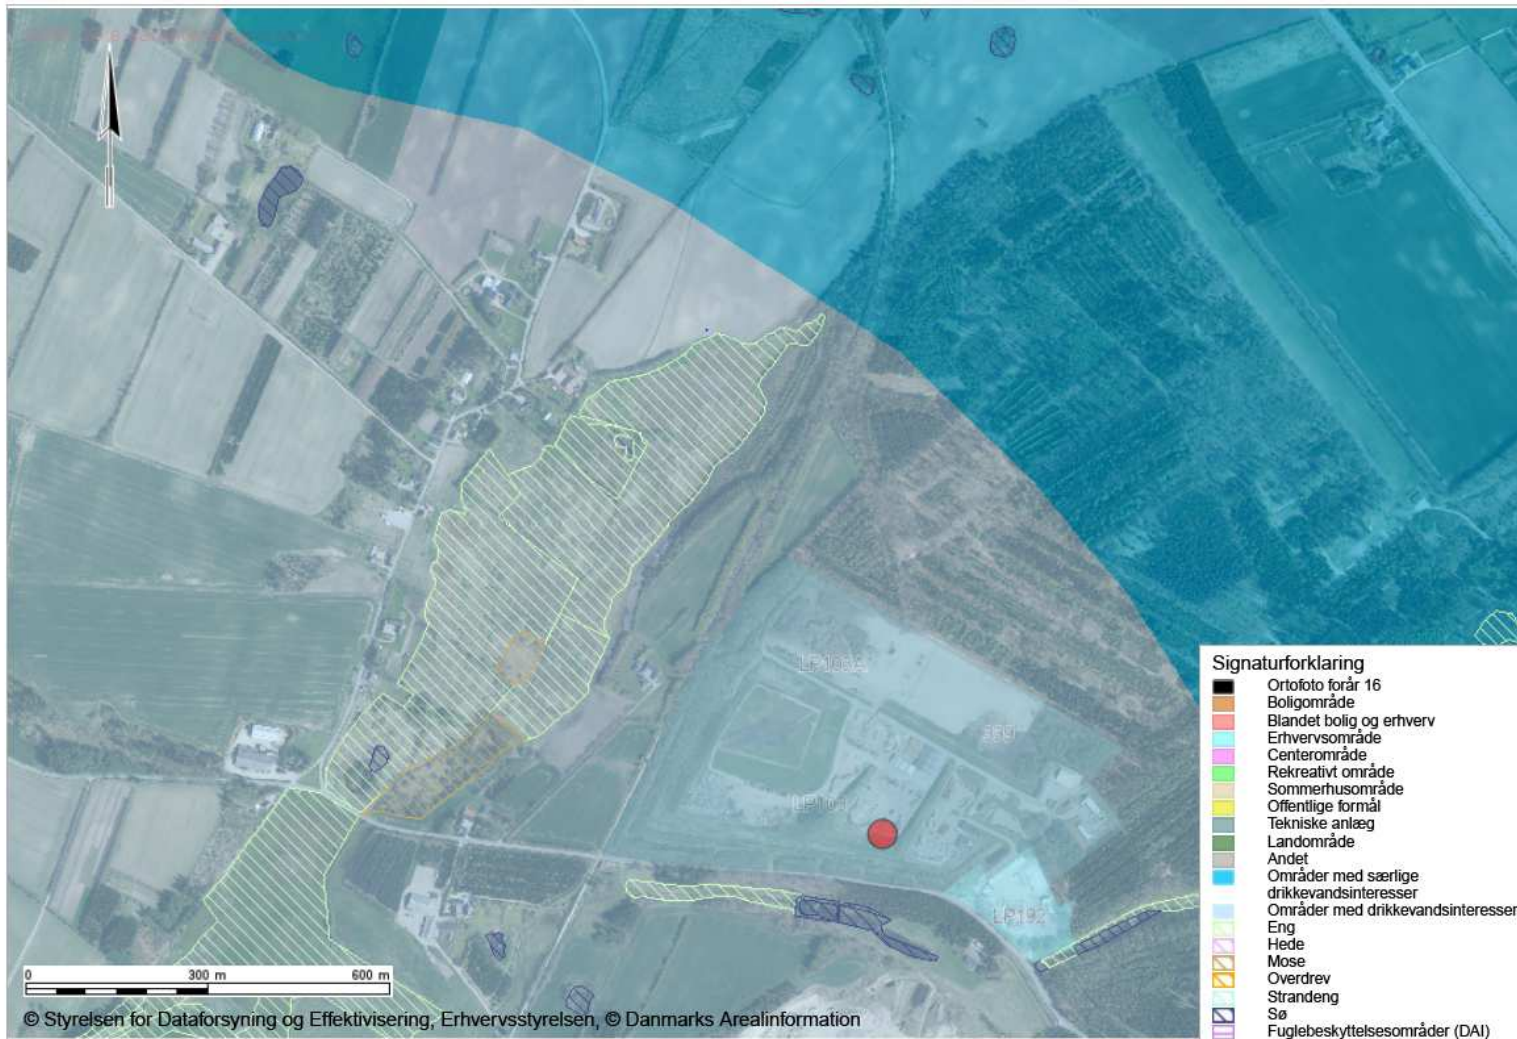 LP103A
339
LP103
LP192
Signaturforklaring
Ortofoto forår 16
Boligområde
Blandet bolig og erhverv
Erhvervsområde
Centerområde
Rekreativt område
Sommerhusområde
Offentlige formål
Tekniske anlæg
Landområde
Andet
Områder med særlige
drikkevandsinteresser
Områder med drikkevandsinteresser
Eng
Hede
Mose
Overdrev
Strandeng
Sø
Fuglebeskyttelsesområder (DAI)
0 300 m 600 m
© Styrelsen for Dataforsyning og Effektivisering, Erhvervsstyrelsen, © Danmarks Arealinformation